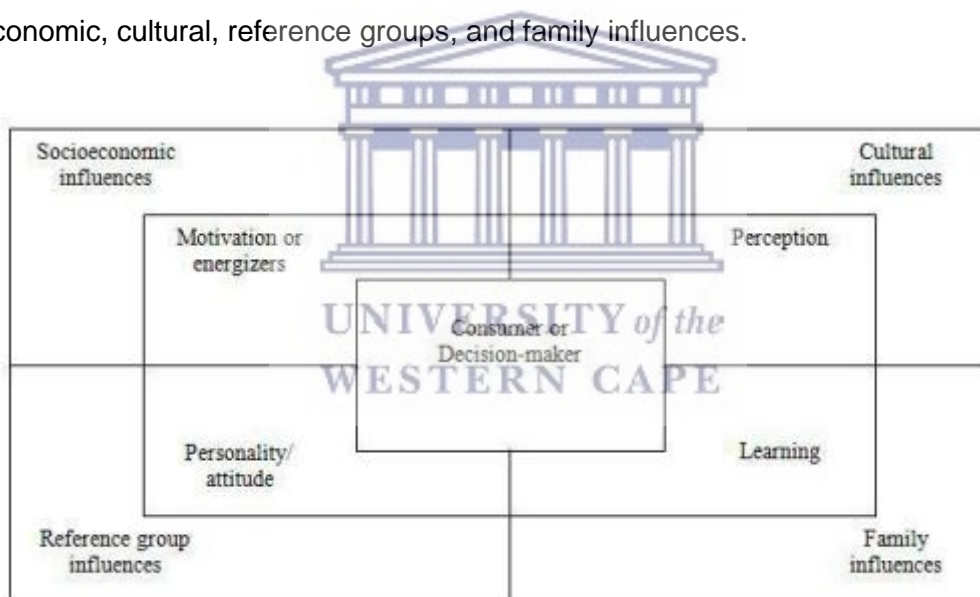 conomic, cultural, reference groups, and family influences.
Socioeconomic
influences
Cultural
influences
Motivation or
energizers
Perception
UNIVERSITY of the
WESTERN CAPE
Consumer or
Decision-maker
Personality/
attitude
Learning
Reference group
influences
Family
influences